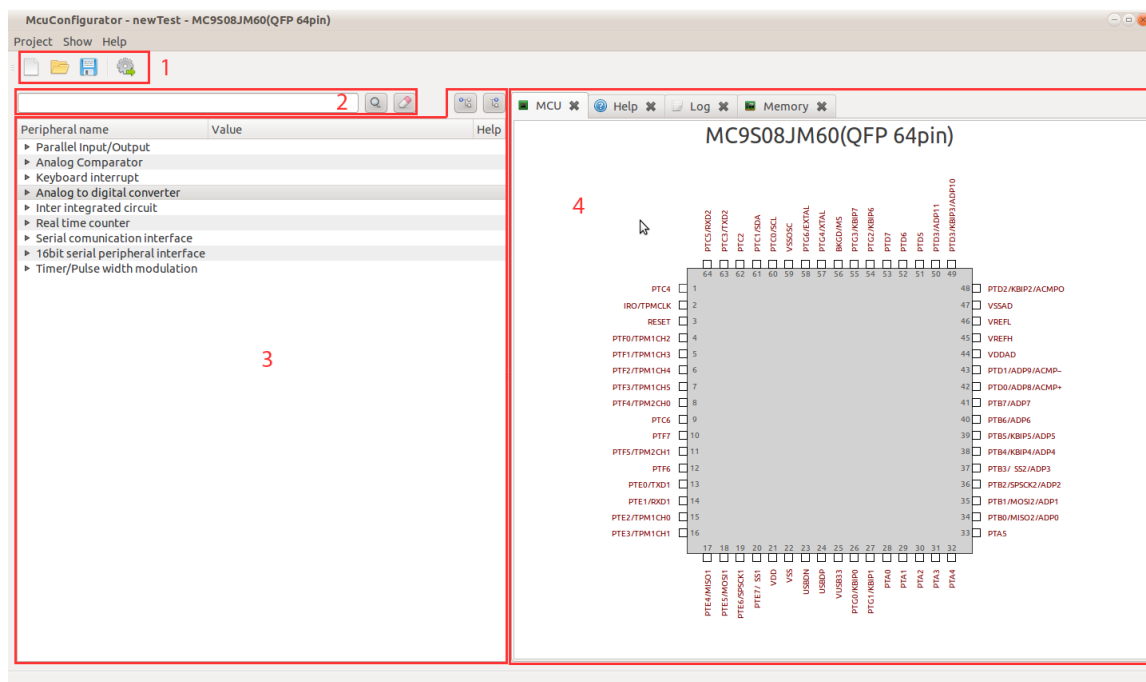 McuConfigurator - newTest - MC9S08JM60(QFP 64pin)
Project Show Help
1
2
MCU Help Log Memory
Peripheral name Value Help
Parallel Input/Output
Analog Comparator
Keyboard interrupt
Analog to digital converter
Inter integrated circuit
Real time counter
Serial comunication interface
16bit serial peripheral interface
Timer/Pulse width modulation
3
MC9S08JM60(QFP 64pin)
4
PTC5/RXD2
PTC3/TXD2
PTC2
PTC1/SDA
PTC0/SCL
VSSOSC
PTG6/EXTAL
PTG4/XTAL
BKGD/MS
PTG3/KBIP7
PTG2/KBIP6
PTD7
PTD6
PTD5
PTD3/ADP11
PTD3/KBIP3/ADP10
64 63 62 61 60 59 58 57 56 55 54 53 52 51 50 49
PTC4 1
IRO/TPMCLK 2
RESET 3
PTF0/TPM1CH2 4
PTF1/TPM1CH3 5
PTF2/TPM1CH4 6
PTF3/TPM1CH5 7
PTF4/TPM2CH0 8
PTC6 9
PTF7 10
PTF5/TPM2CH1 11
PTF6 12
PTE0/TXD1 13
PTE1/RXD1 14
PTE2/TPM1CH0 15
PTE3/TPM1CH1 16
48 PTD2/KBIP2/ACMPO
47 VSSAD
46 VREFL
45 VREFH
44 VDDAD
43 PTD1/ADP9/ACMP-
42 PTD0/ADP8/ACMP+
41 PTB7/ADP7
40 PTB6/ADP6
39 PTB5/KBIP5/ADP5
38 PTB4/KBIP4/ADP4
37 PTB3/ SS2/ADP3
36 PTB2/SPSCK2/ADP2
35 PTB1/MOSI2/ADP1
34 PTB0/MISO2/ADP0
33 PTA5
17 18 19 20 21 22 23 24 25 26 27 28 29 30 31 32
PTE4/MISO1
PTE5/MOSI1
PTE6/SPSCK1
PTE7/ SS1
VDD
VSS
USBDN
USBDP
VUSB33
PTG0/KBIP0
PTG1/KBIP1
PTA0
PTA1
PTA2
PTA3
PTA4